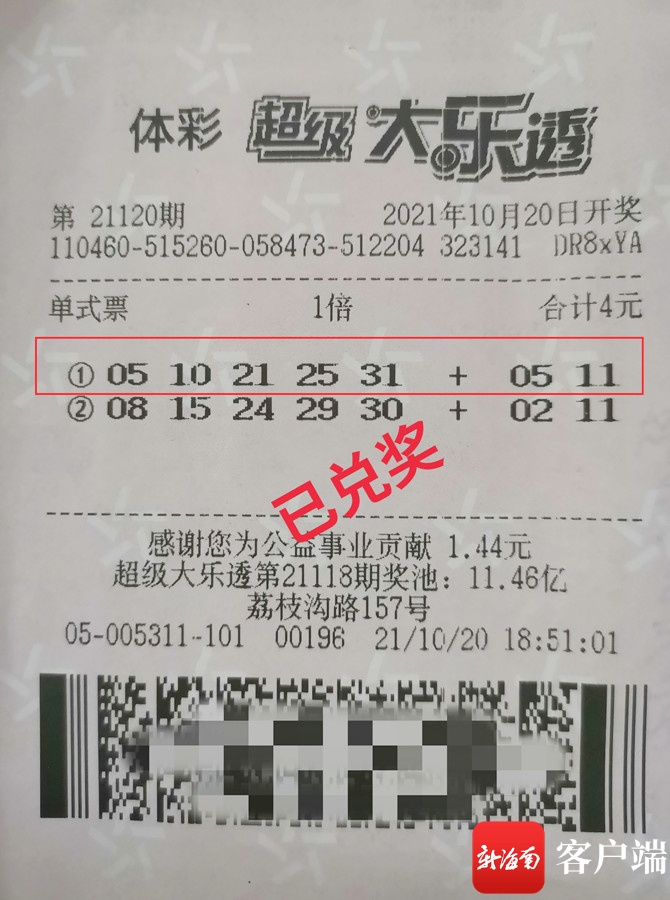 体彩 超级大乐透
第 21120期 2021年10月20日开奖
110460-515260-058473-512204 323141 DR8xYA
单式票 1倍 合计4元
① 05 10 21 25 31 + 05 11
② 08 15 24 29 30 + 02 11
已兑奖
感谢您为公益事业贡献 1.44元
超级大乐透第21118期奖池：11.46亿
荔枝沟路157号
05-005311-101 00196 21/10/20 18:51:01
新海南 客户端